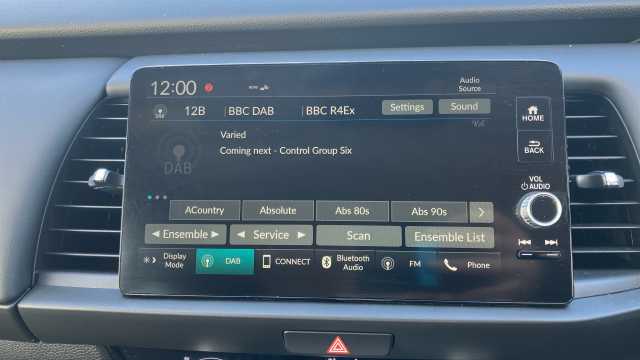 12:00 Audio Source
12B BBC DAB BBC R4Ex Settings Sound
Vol
Varied
Coming next - Control Group Six
DAB
ACountry Absolute Abs 80s Abs 90s >
◀ Ensemble ▶ ◀ Service ▶ Scan Ensemble List
Display Mode DAB CONNECT Bluetooth Audio FM Phone
HOME
BACK
VOL
AUDIO